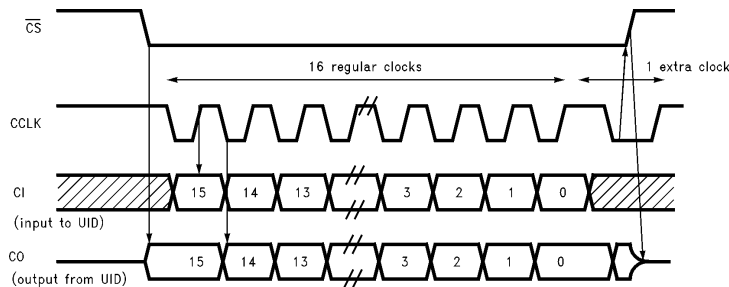 CS
16 regular clocks
1 extra clock
CCLK
CI
15 14 13 3 2 1 0
(input to UID)
CO
15 14 13 3 2 1 0
(output from UID)